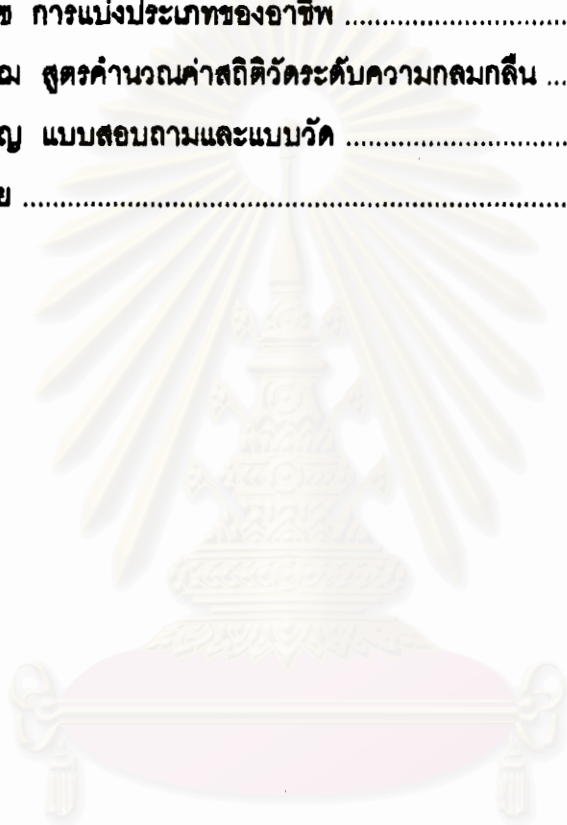 ข การแบ่งประเภทของอาชีพ ..............................
ฌ สูตรคำนวณค่าสถิติวัดระดับความกลมกลืน ...
ญ แบบสอบถามและแบบวัด ..............................
ย ..............................................................................